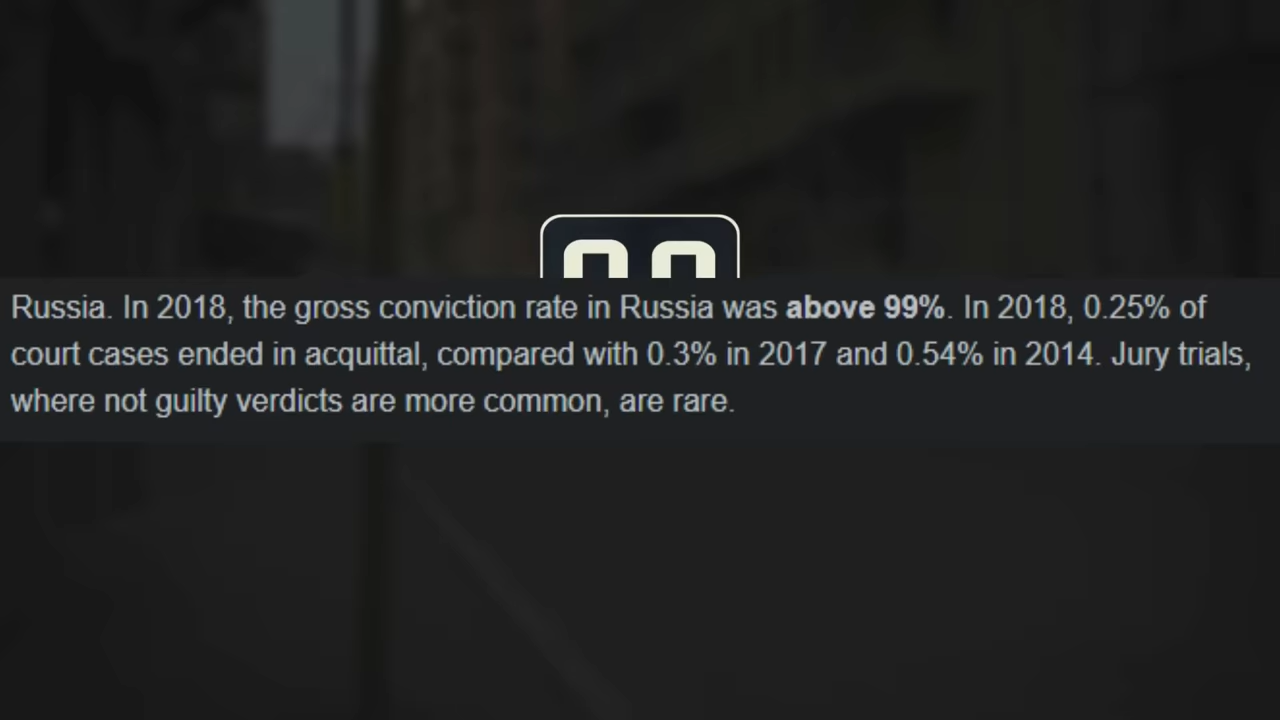 Russia. In 2018, the gross conviction rate in Russia was above 99%. In 2018, 0.25% of
court cases ended in acquittal, compared with 0.3% in 2017 and 0.54% in 2014. Jury trials,
where not guilty verdicts are more common, are rare.